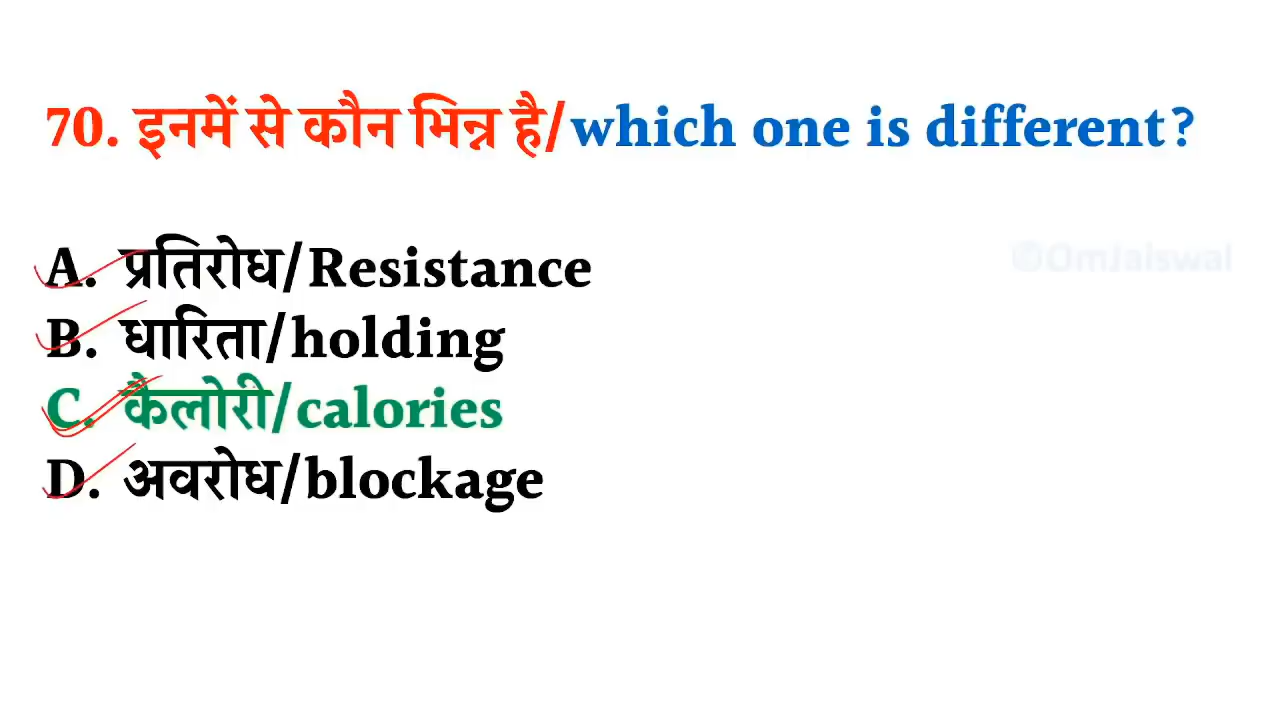 70. इनमें से कौन भिन्न है/which one is different?
@OmJaiswal
A. प्रतिरोध/Resistance
B. धारिता/holding
C. कैलोरी/calories
D. अवरोध/blockage